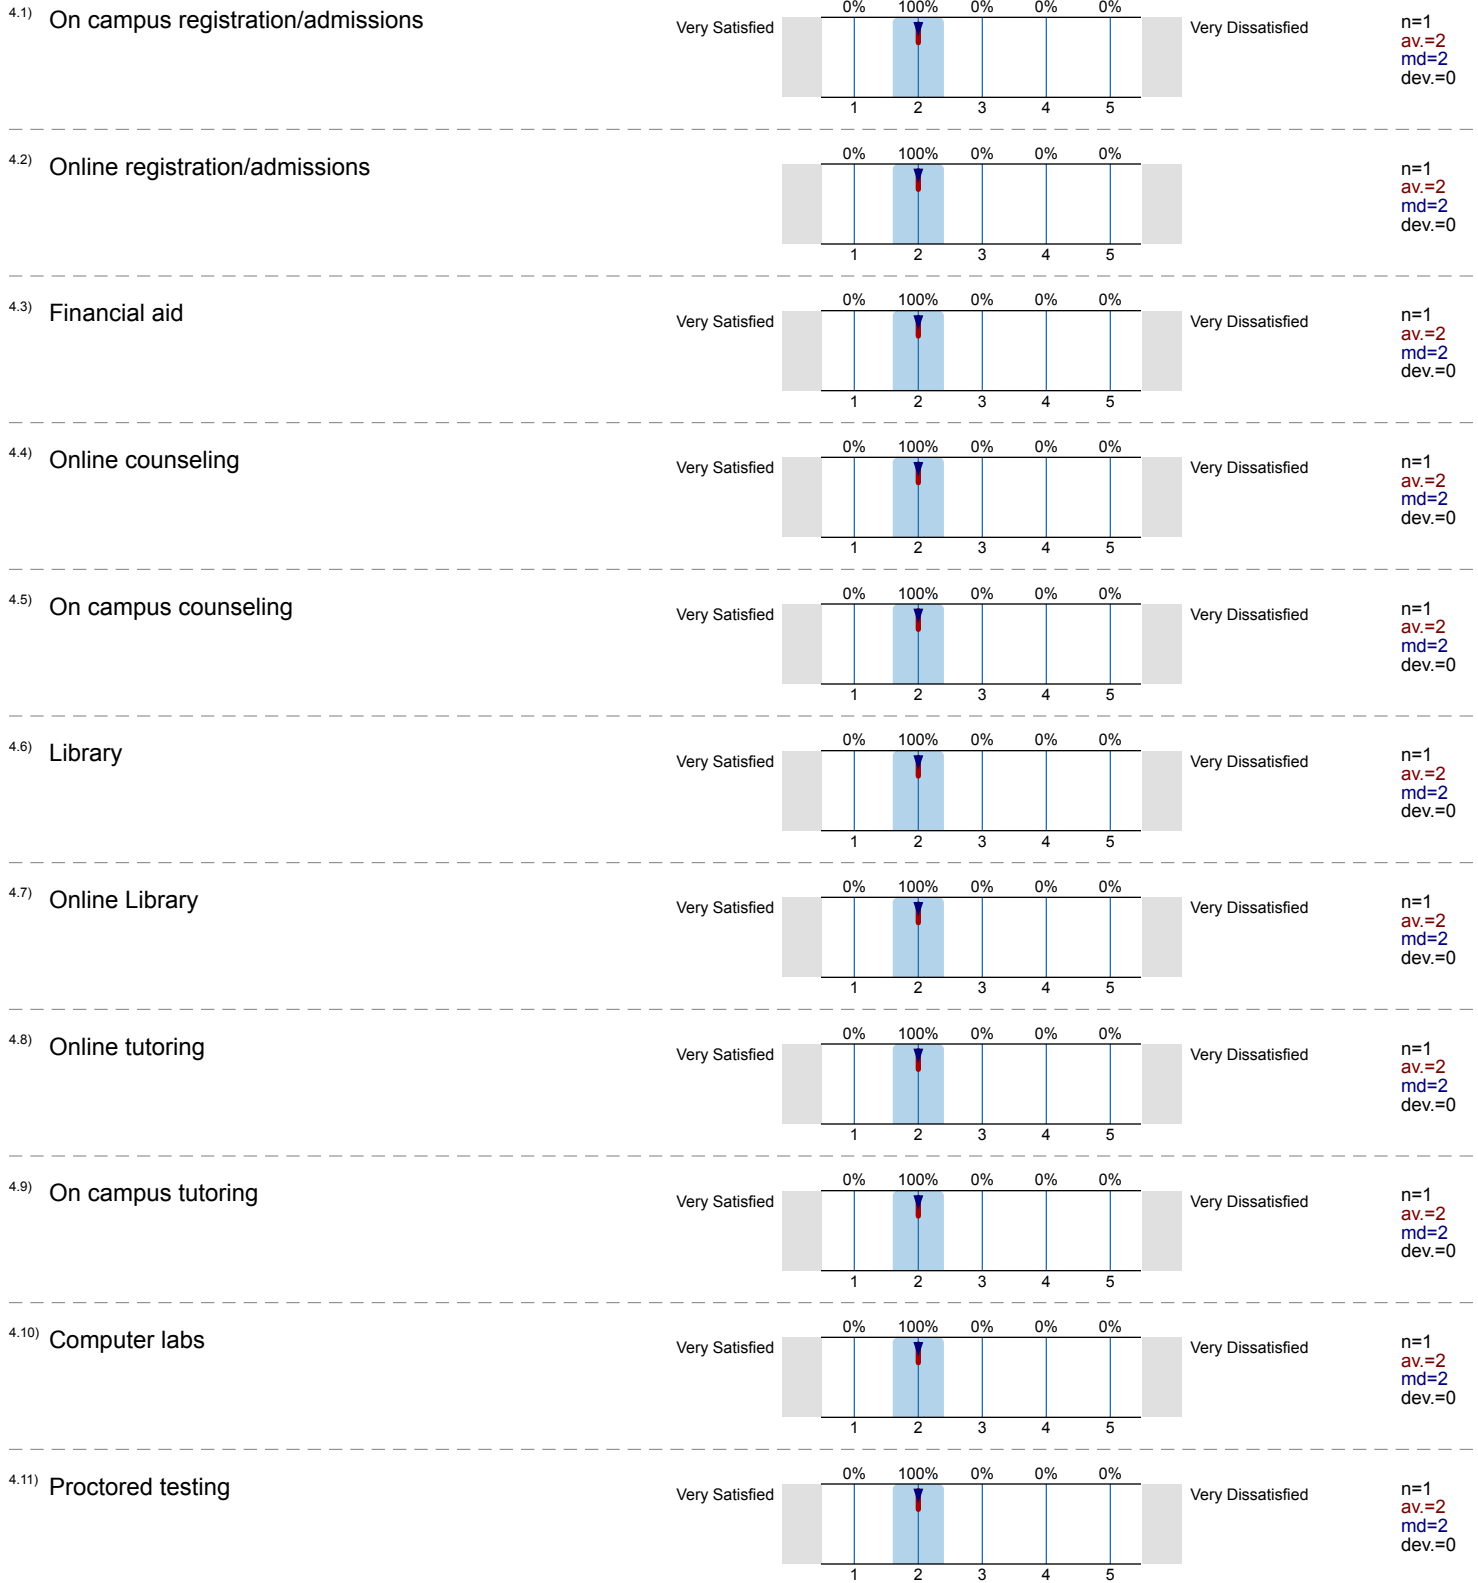 4.1) On campus registration/admissions
0% 100% 0% 0% 0%
Very Satisfied Very Dissatisfied
n=1
av.=2
md=2
dev.=0
1 2 3 4 5
4.2) Online registration/admissions
0% 100% 0% 0% 0%
n=1
av.=2
md=2
dev.=0
1 2 3 4 5
4.3) Financial aid
0% 100% 0% 0% 0%
Very Satisfied Very Dissatisfied
n=1
av.=2
md=2
dev.=0
1 2 3 4 5
4.4) Online counseling
0% 100% 0% 0% 0%
Very Satisfied Very Dissatisfied
n=1
av.=2
md=2
dev.=0
1 2 3 4 5
4.5) On campus counseling
0% 100% 0% 0% 0%
Very Satisfied Very Dissatisfied
n=1
av.=2
md=2
dev.=0
1 2 3 4 5
4.6) Library
0% 100% 0% 0% 0%
Very Satisfied Very Dissatisfied
n=1
av.=2
md=2
dev.=0
1 2 3 4 5
4.7) Online Library
0% 100% 0% 0% 0%
Very Satisfied Very Dissatisfied
n=1
av.=2
md=2
dev.=0
1 2 3 4 5
4.8) Online tutoring
0% 100% 0% 0% 0%
Very Satisfied Very Dissatisfied
n=1
av.=2
md=2
dev.=0
1 2 3 4 5
4.9) On campus tutoring
0% 100% 0% 0% 0%
Very Satisfied Very Dissatisfied
n=1
av.=2
md=2
dev.=0
1 2 3 4 5
4.10) Computer labs
0% 100% 0% 0% 0%
Very Satisfied Very Dissatisfied
n=1
av.=2
md=2
dev.=0
1 2 3 4 5
4.11) Proctored testing
0% 100% 0% 0% 0%
Very Satisfied Very Dissatisfied
n=1
av.=2
md=2
dev.=0
1 2 3 4 5